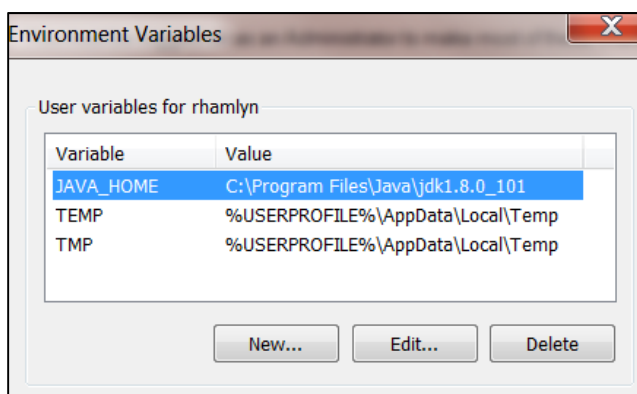 Environment Variables
User variables for rhamlyn
Variable Value
JAVA_HOME C:\Program Files\Java\jdk1.8.0_101
TEMP %USERPROFILE%\AppData\Local\Temp
TMP %USERPROFILE%\AppData\Local\Temp
New... Edit... Delete